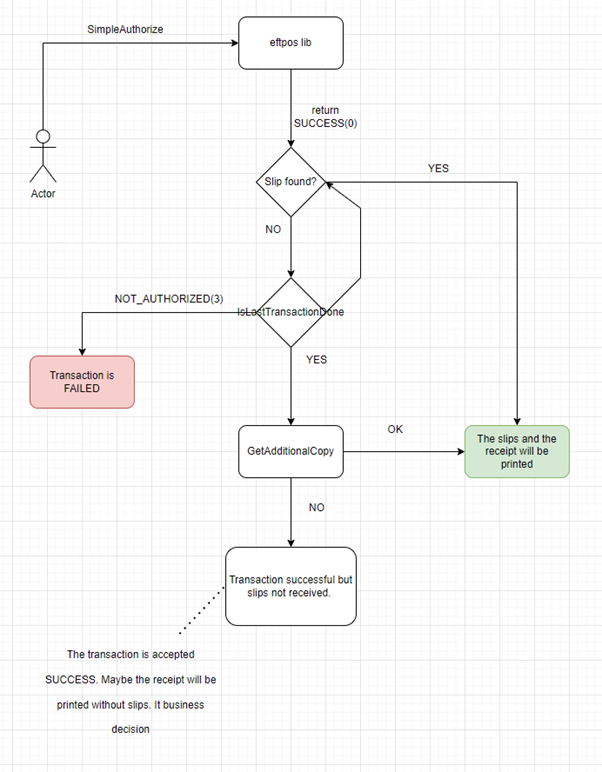 SimpleAuthorize
eftpos lib
return
SUCCESS(0)
Actor
Slip found?
YES
NO
NOT_AUTHORIZED(3)
IsLastTransactionDone
Transaction is
FAILED
YES
GetAdditionalCopy
OK
The slips and the
receipt will be
printed
NO
Transaction successful but
slips not received.
The transaction is accepted
SUCCESS. Maybe the receipt will be
printed without slips. It business
decision